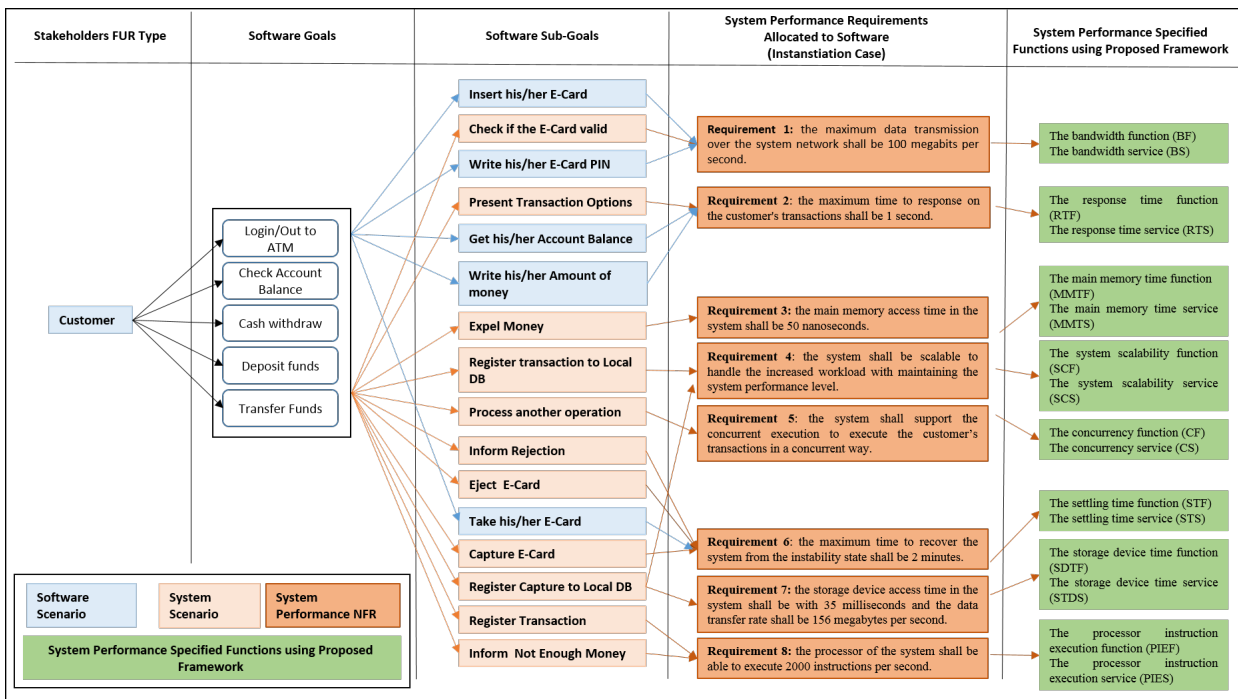 Stakeholders FUR Type
Software Goals
Software Sub-Goals
System Performance Requirements
Allocated to Software
(Instanstiation Case)
System Performance Specified
Functions using Proposed Framework
Customer
Login/Out to
ATM
Check Account
Balance
Cash withdraw
Deposit funds
Transfer Funds
Insert his/her E-Card
Check if the E-Card valid
Write his/her E-Card PIN
Present Transaction Options
Get his/her Account Balance
Write his/her Amount of
money
Expel Money
Register transaction to Local
DB
Process another operation
Inform Rejection
Eject E-Card
Take his/her E-Card
Capture E-Card
Register Capture to Local DB
Register Transaction
Inform Not Enough Money
Requirement 1: the maximum data transmission
over the system network shall be 100 megabits per
second.
Requirement 2: the maximum time to response on
the customer's transactions shall be 1 second.
Requirement 3: the main memory access time in the
system shall be 50 nanoseconds.
Requirement 4: the system shall be scalable to
handle the increased workload with maintaining the
system performance level.
Requirement 5: the system shall support the
concurrent execution to execute the customer's
transactions in a concurrent way.
Requirement 6: the maximum time to recover the
system from the instability state shall be 2 minutes.
Requirement 7: the storage device access time in the
system shall be with 35 milliseconds and the data
transfer rate shall be 156 megabytes per second.
Requirement 8: the processor of the system shall be
able to execute 2000 instructions per second.
The bandwidth function (BF)
The bandwidth service (BS)
The response time function
(RTF)
The response time service (RTS)
The main memory time function
(MMTF)
The main memory time service
(MMTS)
The system scalability function
(SCF)
The system scalability service
(SCS)
The concurrency function (CF)
The concurrency service (CS)
The settling time function (STF)
The settling time service (STS)
The storage device time function
(SDTF)
The storage device time service
(STDS)
The processor instruction
execution function (PIEF)
The processor instruction
execution service (PIES)
Software
Scenario
System
Scenario
System
Performance NFR
System Performance Specified Functions using Proposed
Framework